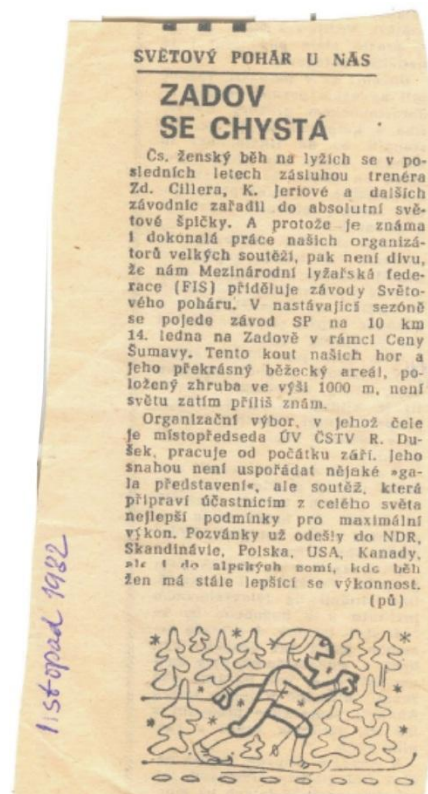 SVĚTOVÝ POHÁR U NÁS
ZADOV
SE CHYSTÁ
Čs. ženský běh na lyžích se v po-
sledních letech zásluhou trenéra
Zd. Cillera, K. Jeriové a dalších
závodnic zařadil do absolutní svě-
tové špičky. A protože je známa
i dokonalá práce našich organizá-
torů velkých soutěží, pak není divu,
že nám Mezinárodní lyžařská fede-
race (FIS) přiděluje závody Světo-
vého poháru. V nastávající sezóně
se pojede závod SP na 10 km
14. ledna na Zadově v rámci Ceny
Šumavy. Tento kout našich hor a
jeho překrásný běžecký areál, po-
ložený zhruba ve výši 1000 m, není
světu zatím příliš znám.
Organizační výbor, v jehož čele
je místopředseda ÚV ČSTV R. Du-
šek, pracuje od počátku září. Jeho
snahou není uspořádat nějaké »ga-
la představení«, ale soutěž, která
připraví účastnicím z celého světa
nejlepší podmínky pro maximální
výkon. Pozvánky už odešly do NDR,
Skandinávie, Polska, USA, Kanady,
ale i do alpských zemí, kde běh
žen má stále lepšící se výkonnost.
(pů)
listopad 1982